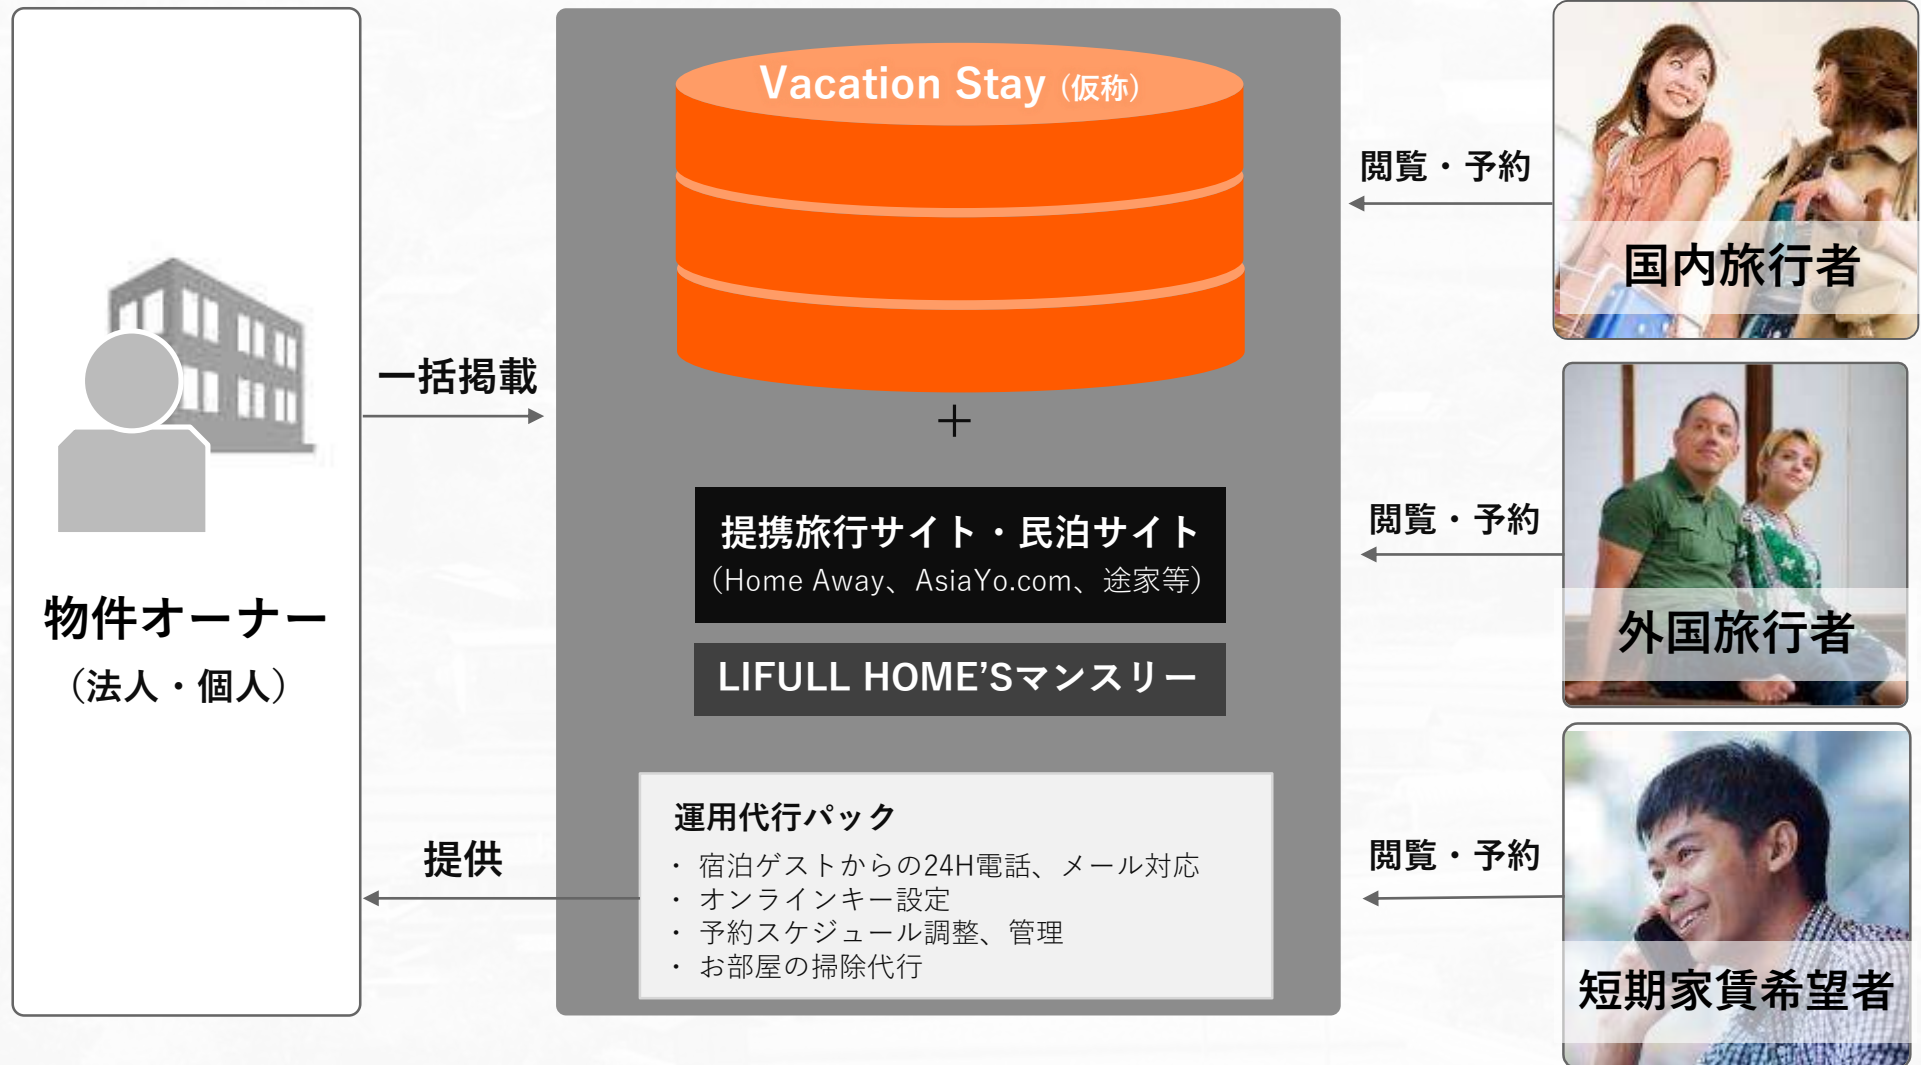 物件オーナー
（法人・個人）
一括掲載
提供
Vacation Stay（仮称）
＋
提携旅行サイト・民泊サイト
（Home Away、AsiaYo.com、途家等）
LIFULL HOME’Sマンスリー
運用代行パック
・ 宿泊ゲストからの24H電話、メール対応
・ オンラインキー設定
・ 予約スケジュール調整、管理
・ お部屋の掃除代行
閲覧・予約
国内旅行者
閲覧・予約
外国旅行者
閲覧・予約
短期家賃希望者